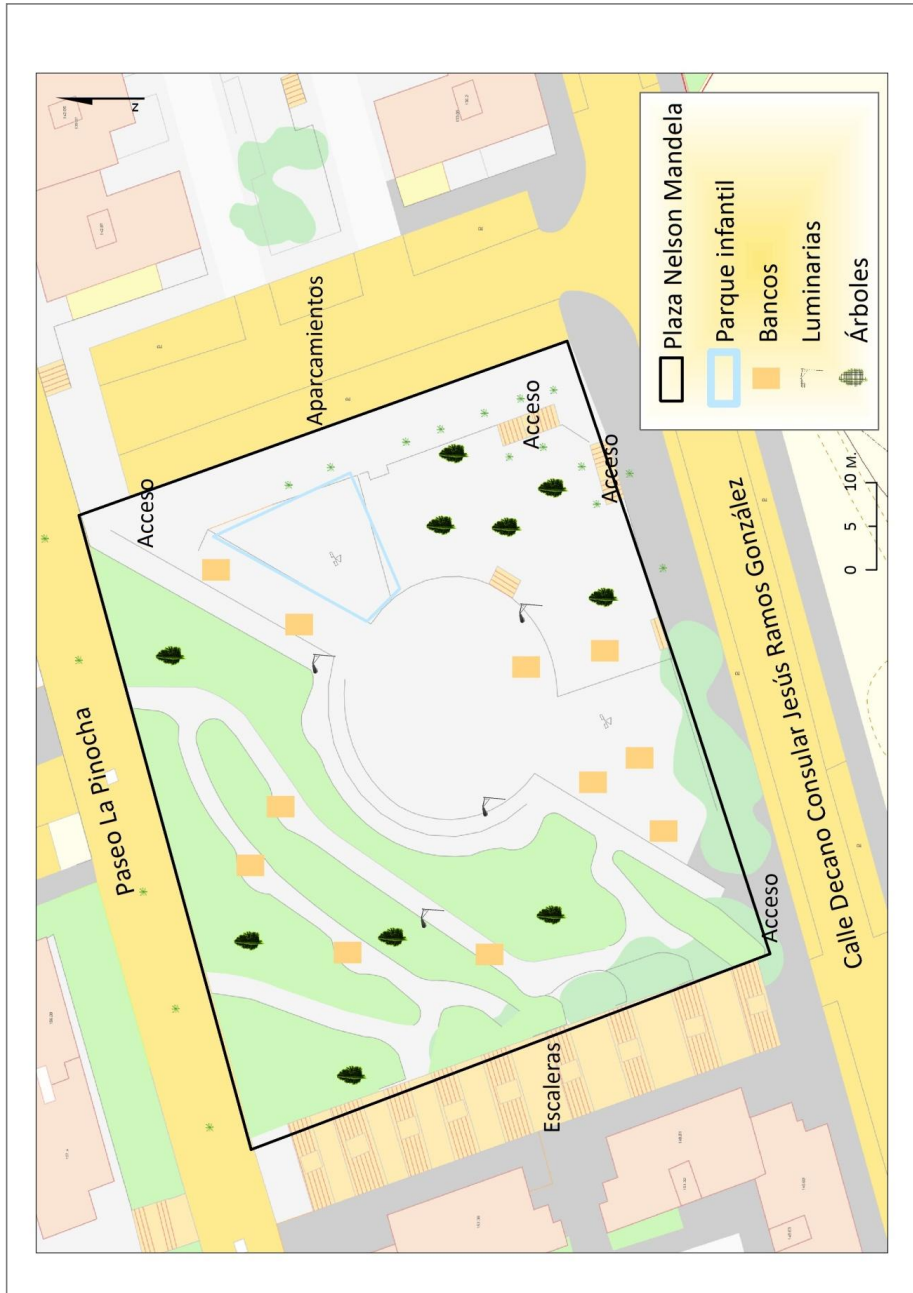 N
Paseo La Pinocha
Acceso
Aparcamientos
Acceso
Acceso
Acceso
Escaleras
Calle Decano Consular Jesús Ramos González
Plaza Nelson Mandela
Parque infantil
Bancos
Luminarias
Árboles
0 5 10 M.